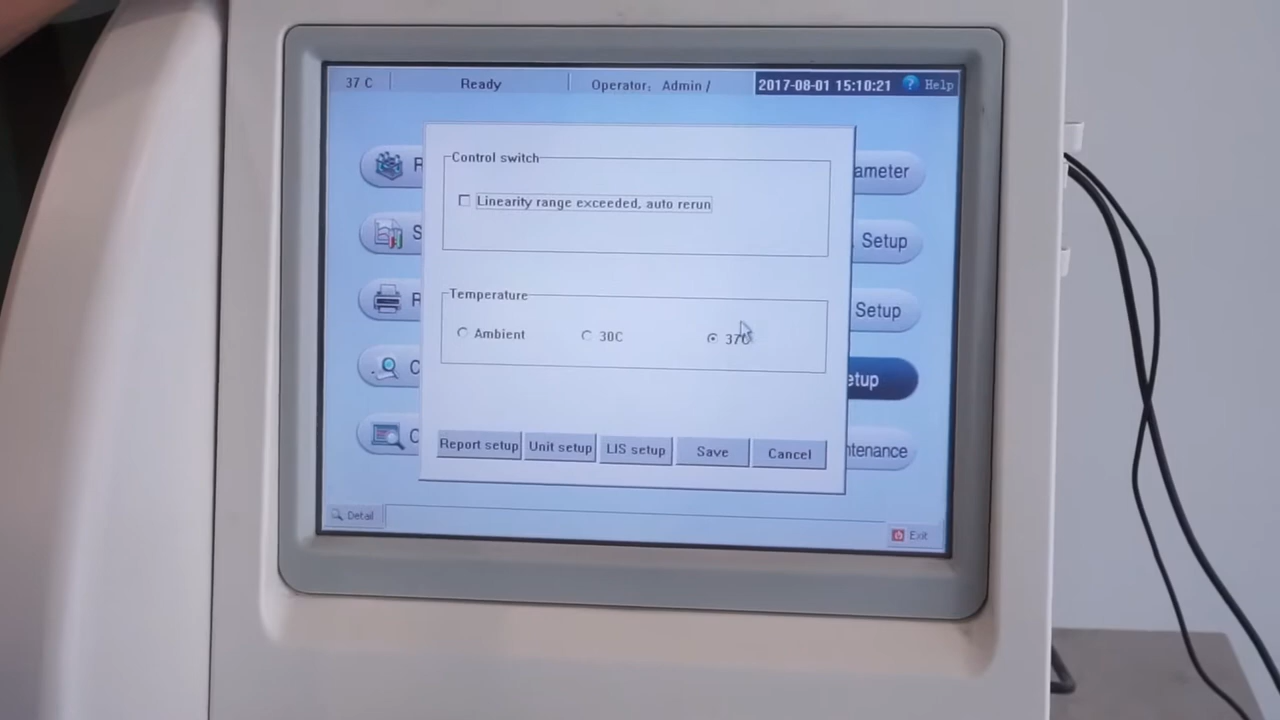 37 C Ready Operator: Admin / 2017-08-01 15:10:21 ? Help
Control switch
Linearity range exceeded, auto rerun
Temperature
Ambient 30C 37C
Report setup Unit setup LIS setup Save Cancel
R
S
R
C
C
ameter
Setup
Setup
etup
ntenance
Detail
Exit